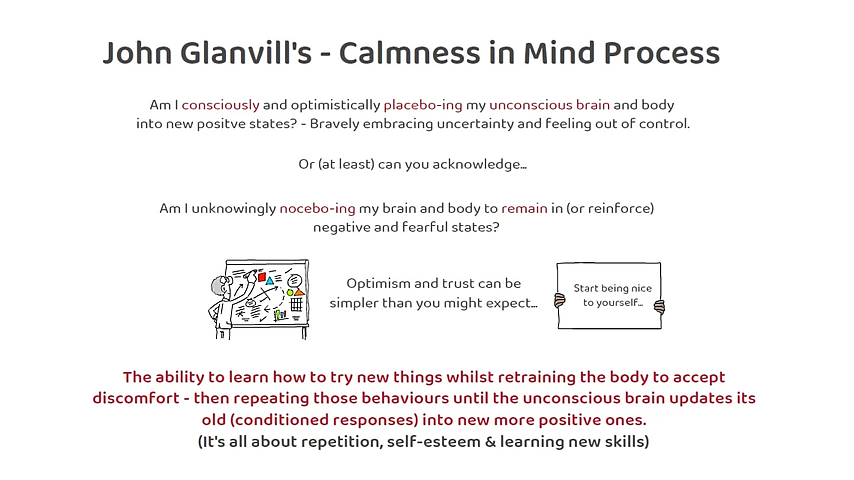 John Glanvill's - Calmness in Mind Process
Am I consciously and optimistically placebo-ing my unconscious brain and body
into new positve states? - Bravely embracing uncertainty and feeling out of control.
Or (at least) can you acknowledge...
Am I unknowingly nocebo-ing my brain and body to remain in (or reinforce)
negative and fearful states?
Optimism and trust can be
simpler than you might expect...
Start being nice
to yourself...
The ability to learn how to try new things whilst retraining the body to accept
discomfort - then repeating those behaviours until the unconscious brain updates its
old (conditioned responses) into new more positive ones.
(It's all about repetition, self-esteem & learning new skills)